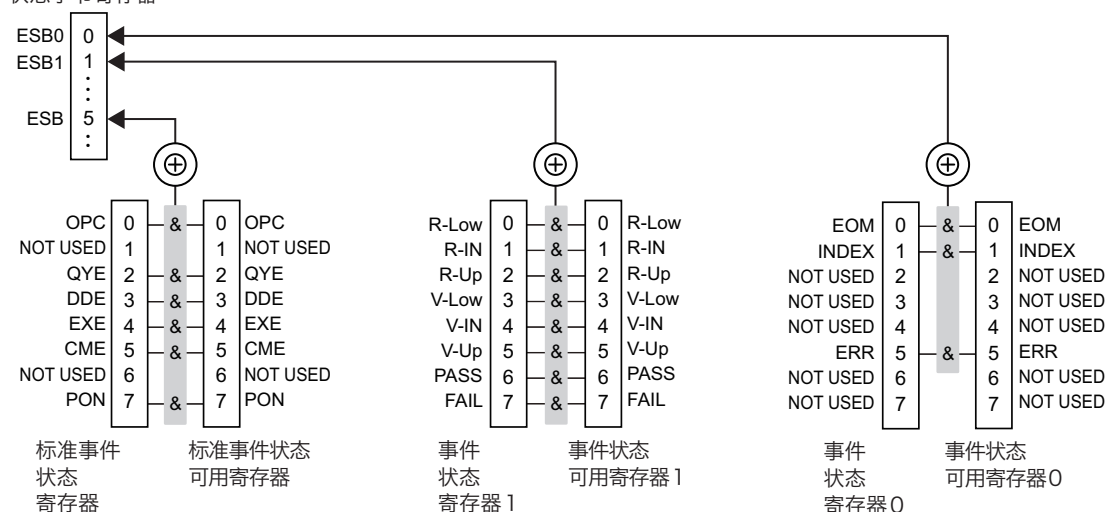 状态字节寄存器
ESB0 0
ESB1 1
ESB 5
OPC 0 & 0 OPC
NOT USED 1 1 NOT USED
QYE 2 & 2 QYE
DDE 3 & 3 DDE
EXE 4 & 4 EXE
CME 5 & 5 CME
NOT USED 6 6 NOT USED
PON 7 & 7 PON
标准事件
状态
寄存器
标准事件状态
可用寄存器
R-Low 0 & 0 R-Low
R-IN 1 & 1 R-IN
R-Up 2 & 2 R-Up
V-Low 3 & 3 V-Low
V-IN 4 & 4 V-IN
V-Up 5 & 5 V-Up
PASS 6 & 6 PASS
FAIL 7 & 7 FAIL
事件
状态
寄存器1
事件状态
可用寄存器1
EOM 0 & 0 EOM
INDEX 1 & 1 INDEX
NOT USED 2 2 NOT USED
NOT USED 3 3 NOT USED
NOT USED 4 4 NOT USED
ERR 5 & 5 ERR
NOT USED 6 6 NOT USED
NOT USED 7 7 NOT USED
事件
状态
寄存器0
事件状态
可用寄存器0